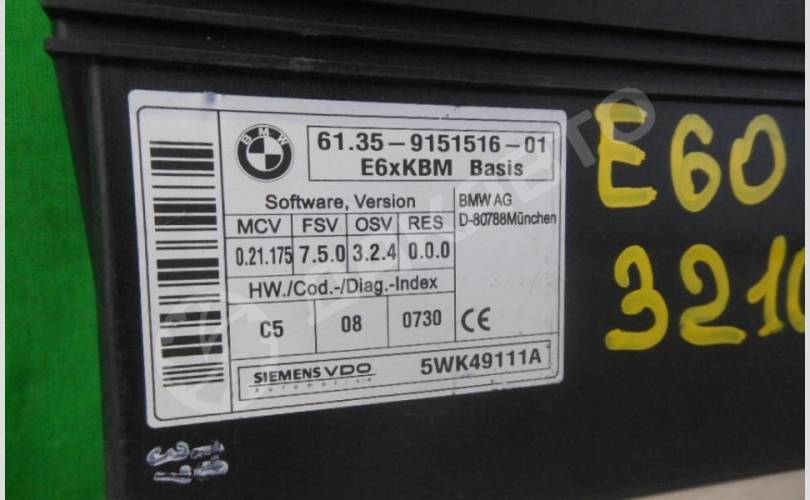 BMW
61.35-9151516-01
E6xKBM Basis
Software, Version
MCV FSV OSV RES
0.21.175 7.5.0 3.2.4 0.0.0
HW./Cod.-/Diag.-Index
C5 08 0730
BMW AG
D-80788München
CE
SIEMENS VDO
Automotive
5WK49111A
E60
3210